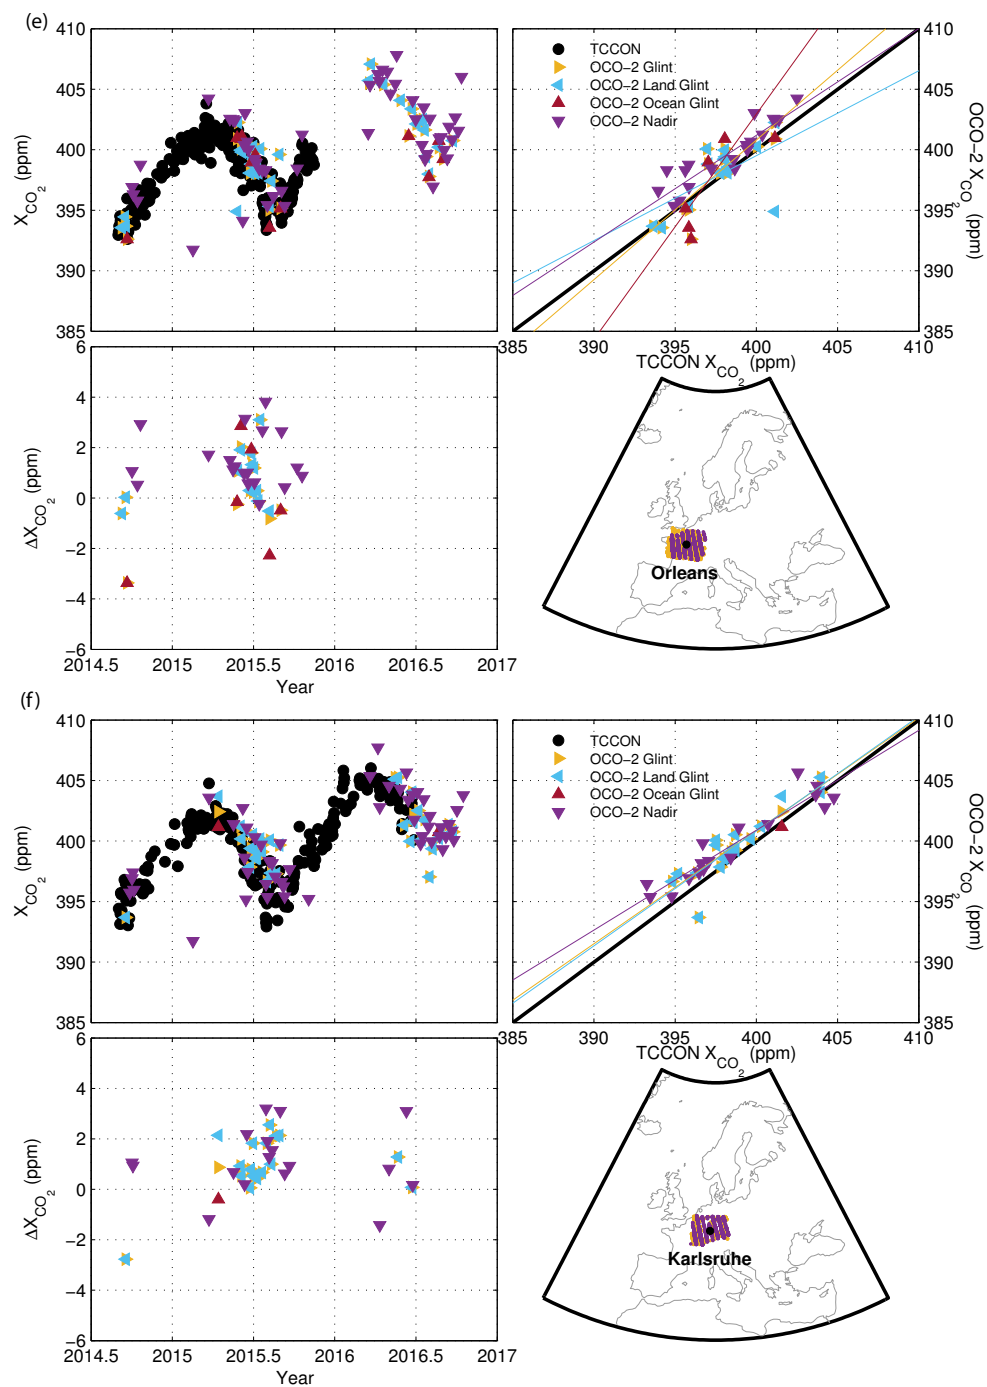 (e)
410
405
400
395
390
385
X_CO2 (ppm)
TCCON
OCO-2 Glint
OCO-2 Land Glint
OCO-2 Ocean Glint
OCO-2 Nadir
410
405
400
395
390
385
OCO-2 X_CO2 (ppm)
385 390 395 400 405 410
TCCON X_CO2 (ppm)
6
4
2
0
−2
−4
−6
ΔX_CO2 (ppm)
2014.5 2015 2015.5 2016 2016.5 2017
Year
Orleans
(f)
410
405
400
395
390
385
X_CO2 (ppm)
TCCON
OCO-2 Glint
OCO-2 Land Glint
OCO-2 Ocean Glint
OCO-2 Nadir
410
405
400
395
390
385
OCO-2 X_CO2 (ppm)
385 390 395 400 405 410
TCCON X_CO2 (ppm)
6
4
2
0
−2
−4
−6
ΔX_CO2 (ppm)
2014.5 2015 2015.5 2016 2016.5 2017
Year
Karlsruhe